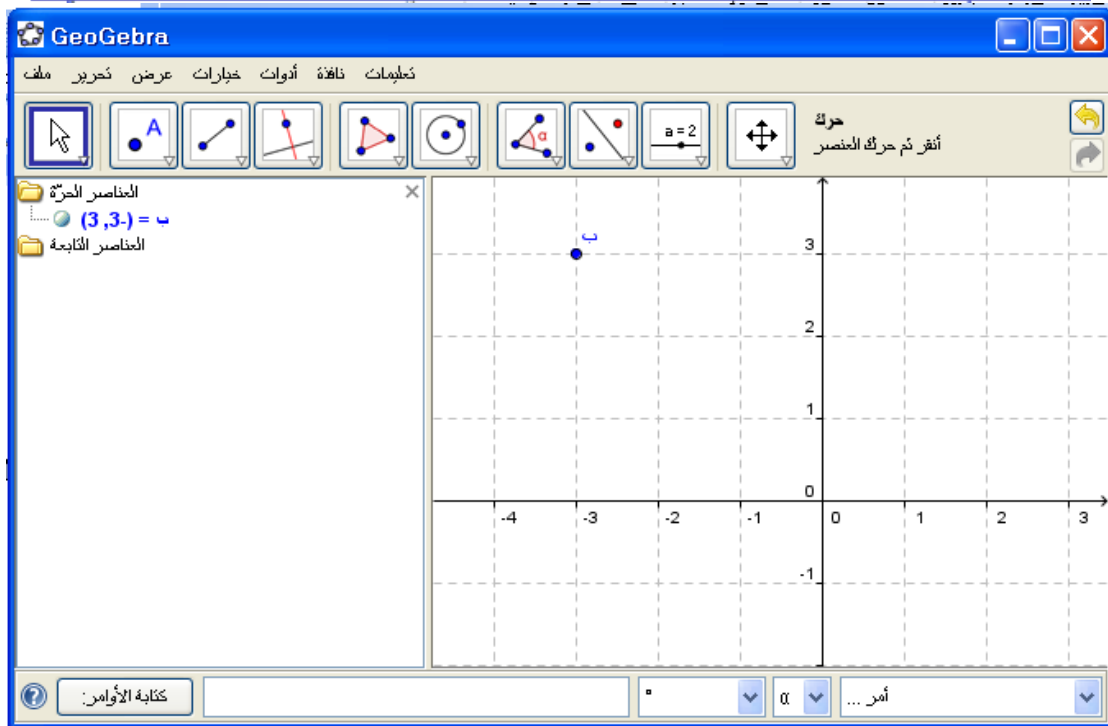 GeoGebra
ملف تحرير عرض خيارات أدوات نافذة تعليمات
A
α
a = 2
حرك
أنقر ثم حرك العنصر
العناصر الحرّة
ب = (-3, 3)
العناصر التابعة
ب
3
2
1
0
-4 -3 -2 -1 0 1 2 3
-1
كتابة الأوامر:
°
α
أمر ...